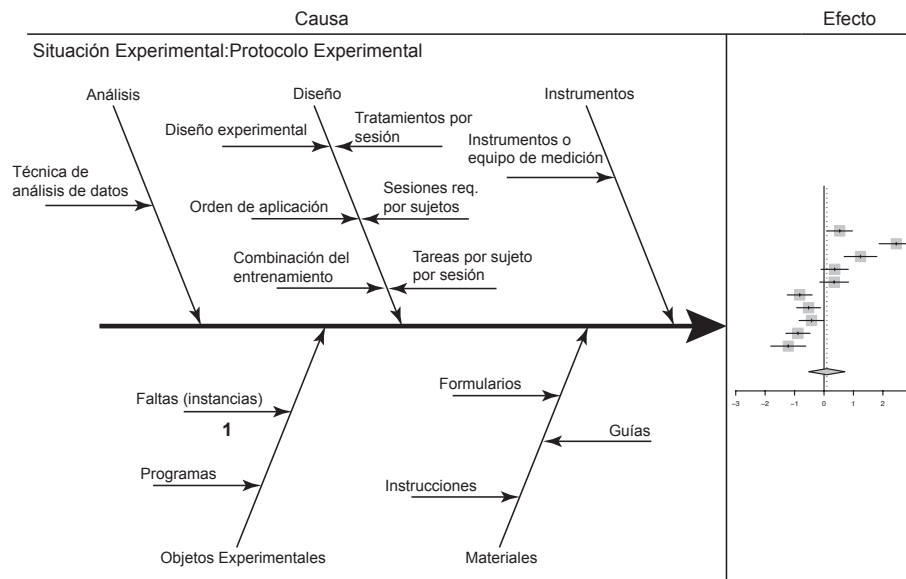 Causa
Efecto
Situación Experimental:Protocolo Experimental
Análisis
Diseño
Instrumentos
Diseño experimental
Tratamientos por
sesión
Instrumentos o
equipo de medición
Técnica de
análisis de datos
Orden de aplicación
Sesiones req.
por sujetos
Combinación del
entrenamiento
Tareas por sujeto
por sesión
Faltas (instancias)
1
Formularios
Guías
Programas
Instrucciones
Objetos Experimentales
Materiales
−3 −2 −1 0 1 2